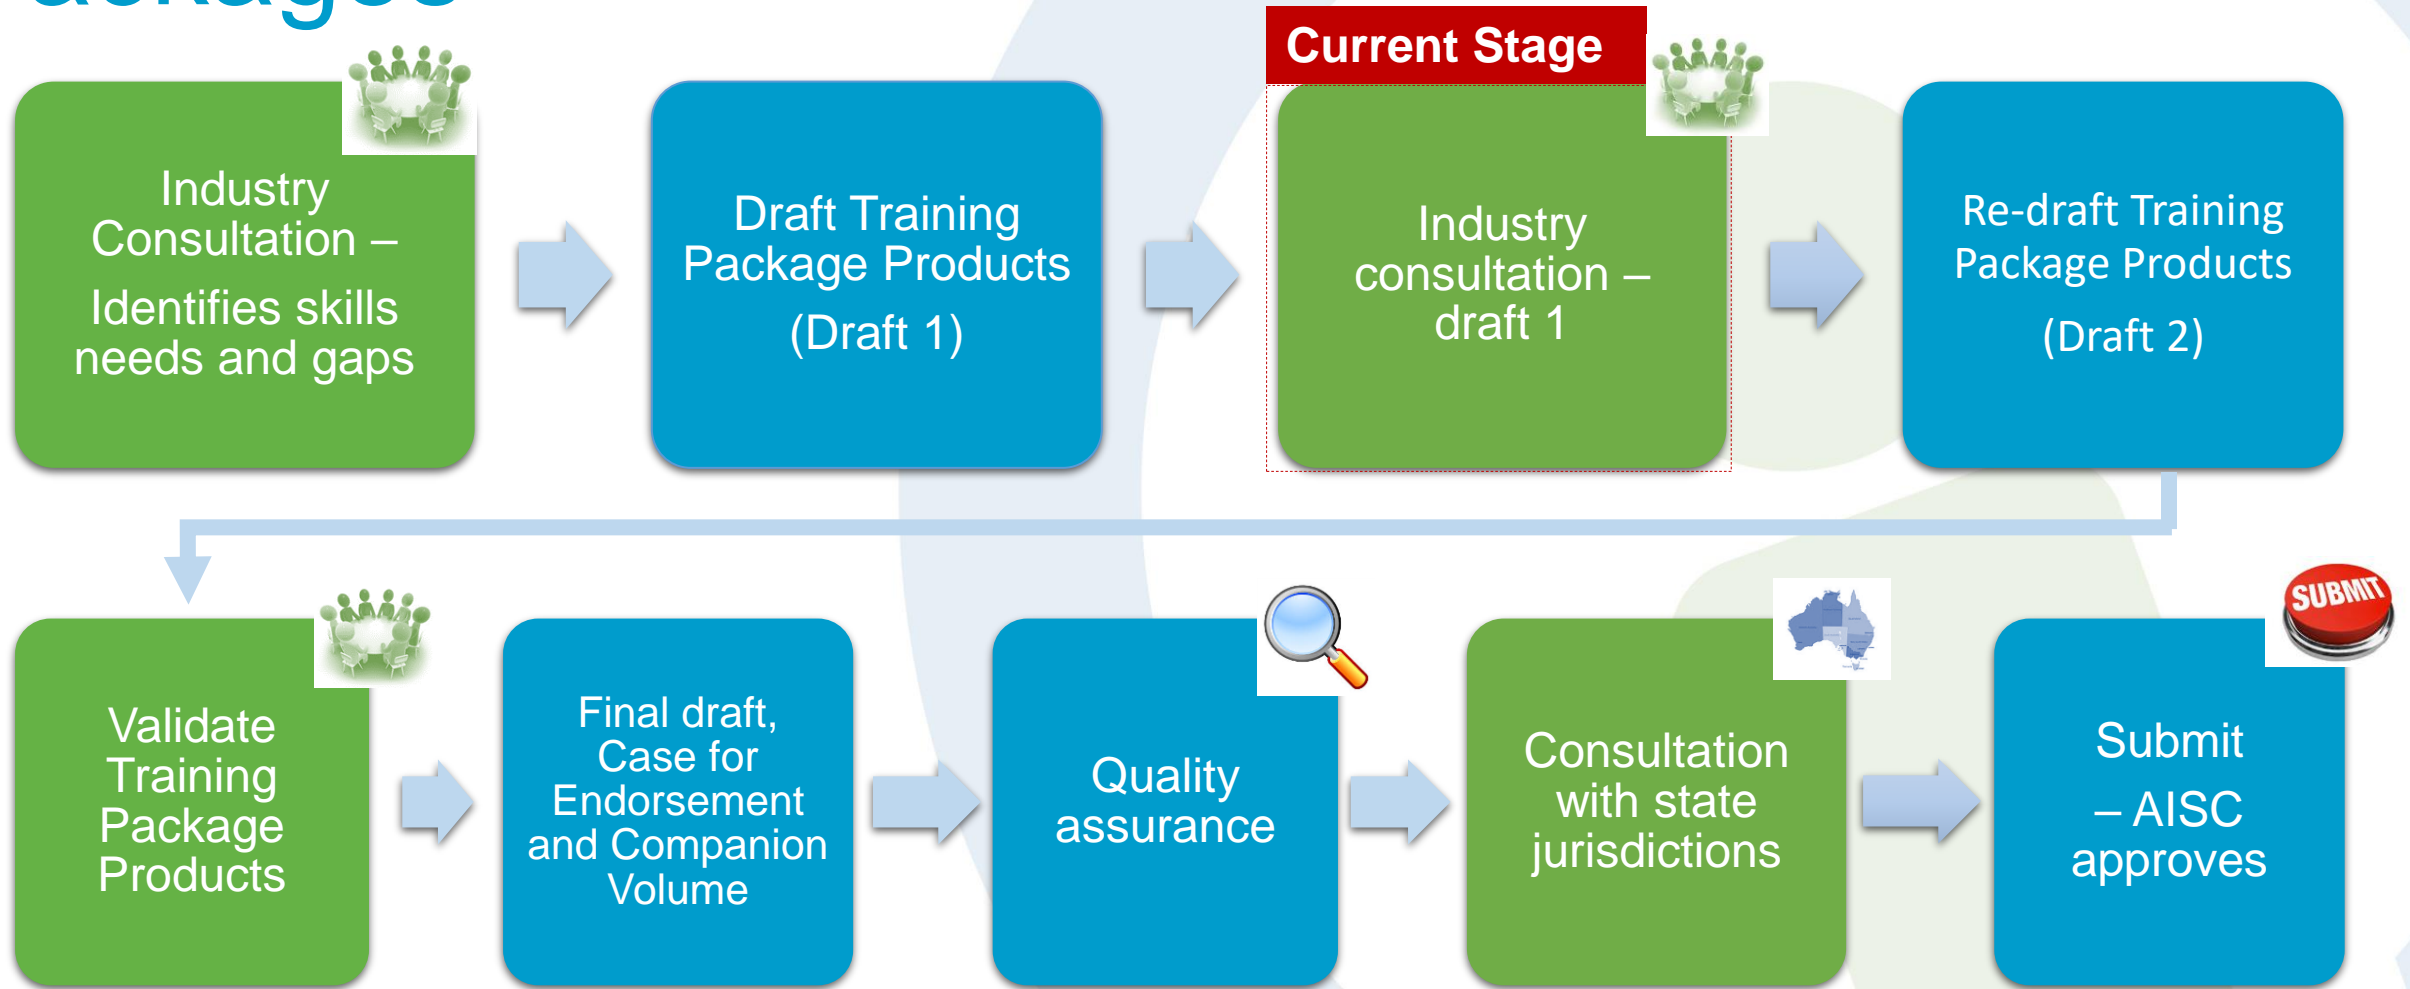 Current Stage
Industry
Consultation –
Identifies skills
needs and gaps
Draft Training
Package Products
(Draft 1)
Industry
consultation –
draft 1
Re-draft Training
Package Products
(Draft 2)
Validate
Training
Package
Products
Final draft,
Case for
Endorsement
and Companion
Volume
Quality
assurance
Consultation
with state
jurisdictions
SUBMIT
Submit
– AISC
approves